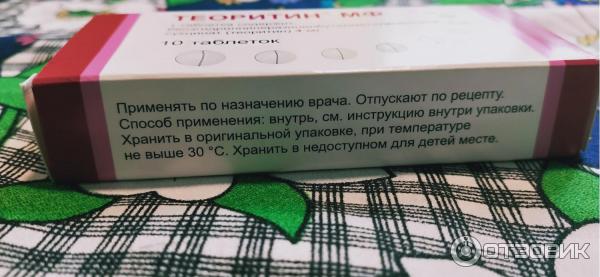 ТЕОРИТИН МФ
10 таблеток
Применять по назначению врача. Отпускают по рецепту.
Способ применения: внутрь, см. инструкцию внутри упаковки.
Хранить в оригинальной упаковке, при температуре
не выше 30 °С. Хранить в недоступном для детей месте.
ОТЗОВИК